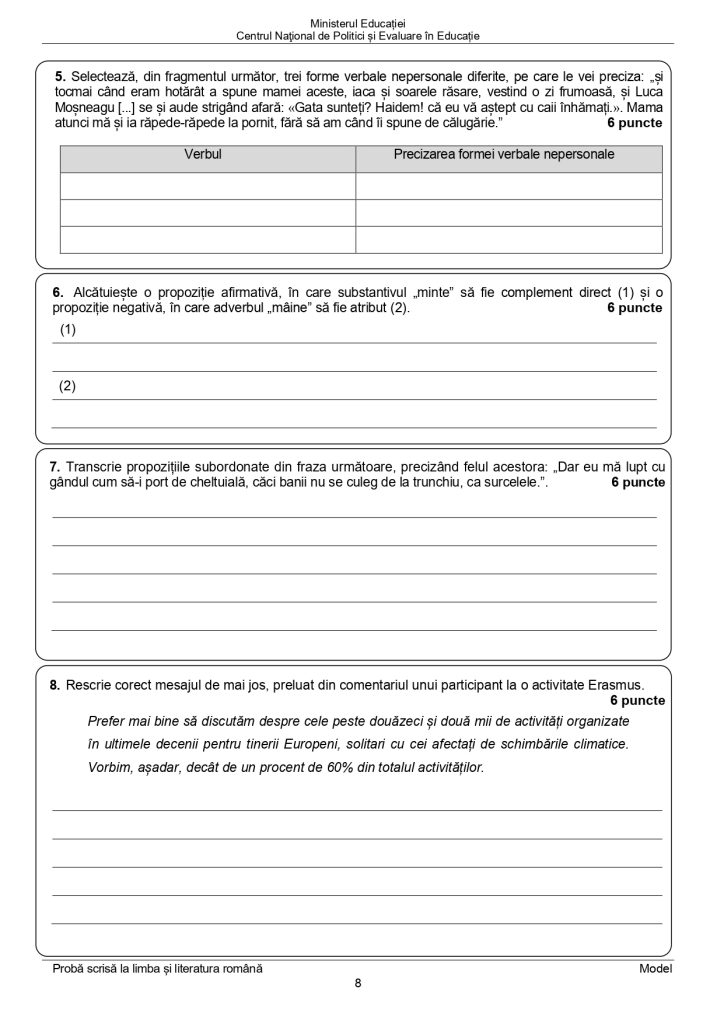 Ministerul Educației
Centrul Naţional de Politici și Evaluare în Educație
5. Selectează, din fragmentul următor, trei forme verbale nepersonale diferite, pe care le vei preciza: „și
tocmai când eram hotărât a spune mamei aceste, iaca și soarele răsare, vestind o zi frumoasă, și Luca
Moșneagu [...] se și aude strigând afară: «Gata sunteți? Haidem! că eu vă aștept cu caii înhămați.». Mama
atunci mă și ia răpede-răpede la pornit, fără să am când îi spune de călugărie.” 6 puncte
Verbul Precizarea formei verbale nepersonale
6. Alcătuiește o propoziție afirmativă, în care substantivul „minte” să fie complement direct (1) și o
propoziție negativă, în care adverbul „mâine” să fie atribut (2). 6 puncte
(1)
(2)
7. Transcrie propozițiile subordonate din fraza următoare, precizând felul acestora: „Dar eu mă lupt cu
gândul cum să-i port de cheltuială, căci banii nu se culeg de la trunchiu, ca surcelele.”. 6 puncte
8. Rescrie corect mesajul de mai jos, preluat din comentariul unui participant la o activitate Erasmus.
6 puncte
Prefer mai bine să discutăm despre cele peste douăzeci și două mii de activități organizate
în ultimele decenii pentru tinerii Europeni, solitari cu cei afectați de schimbările climatice.
Vorbim, așadar, decât de un procent de 60% din totalul activităților.
Probă scrisă la limba și literatura română Model
8